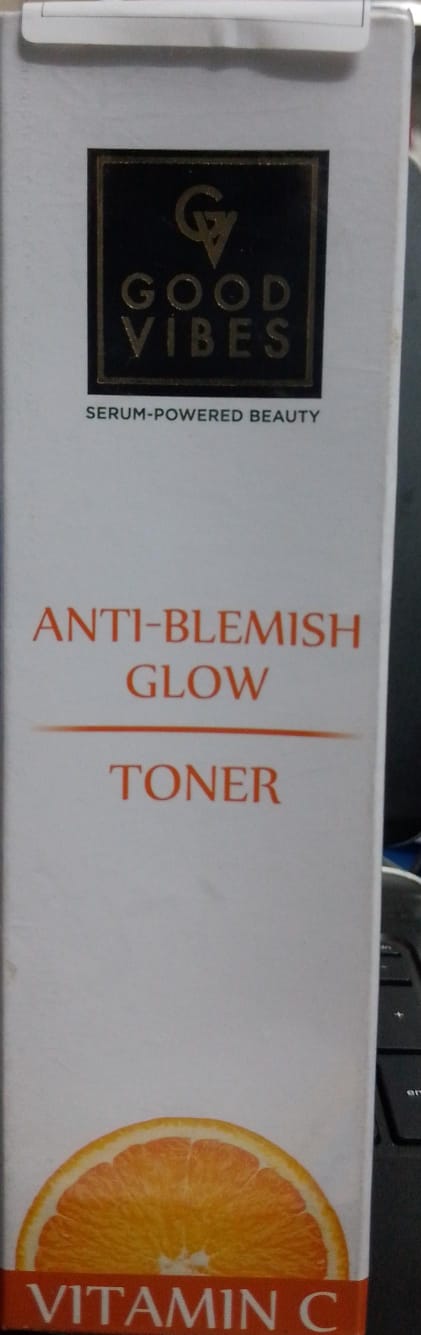 GV
GOOD
VIBES
SERUM-POWERED BEAUTY
ANTI-BLEMISH
GLOW
TONER
VITAMIN C
+